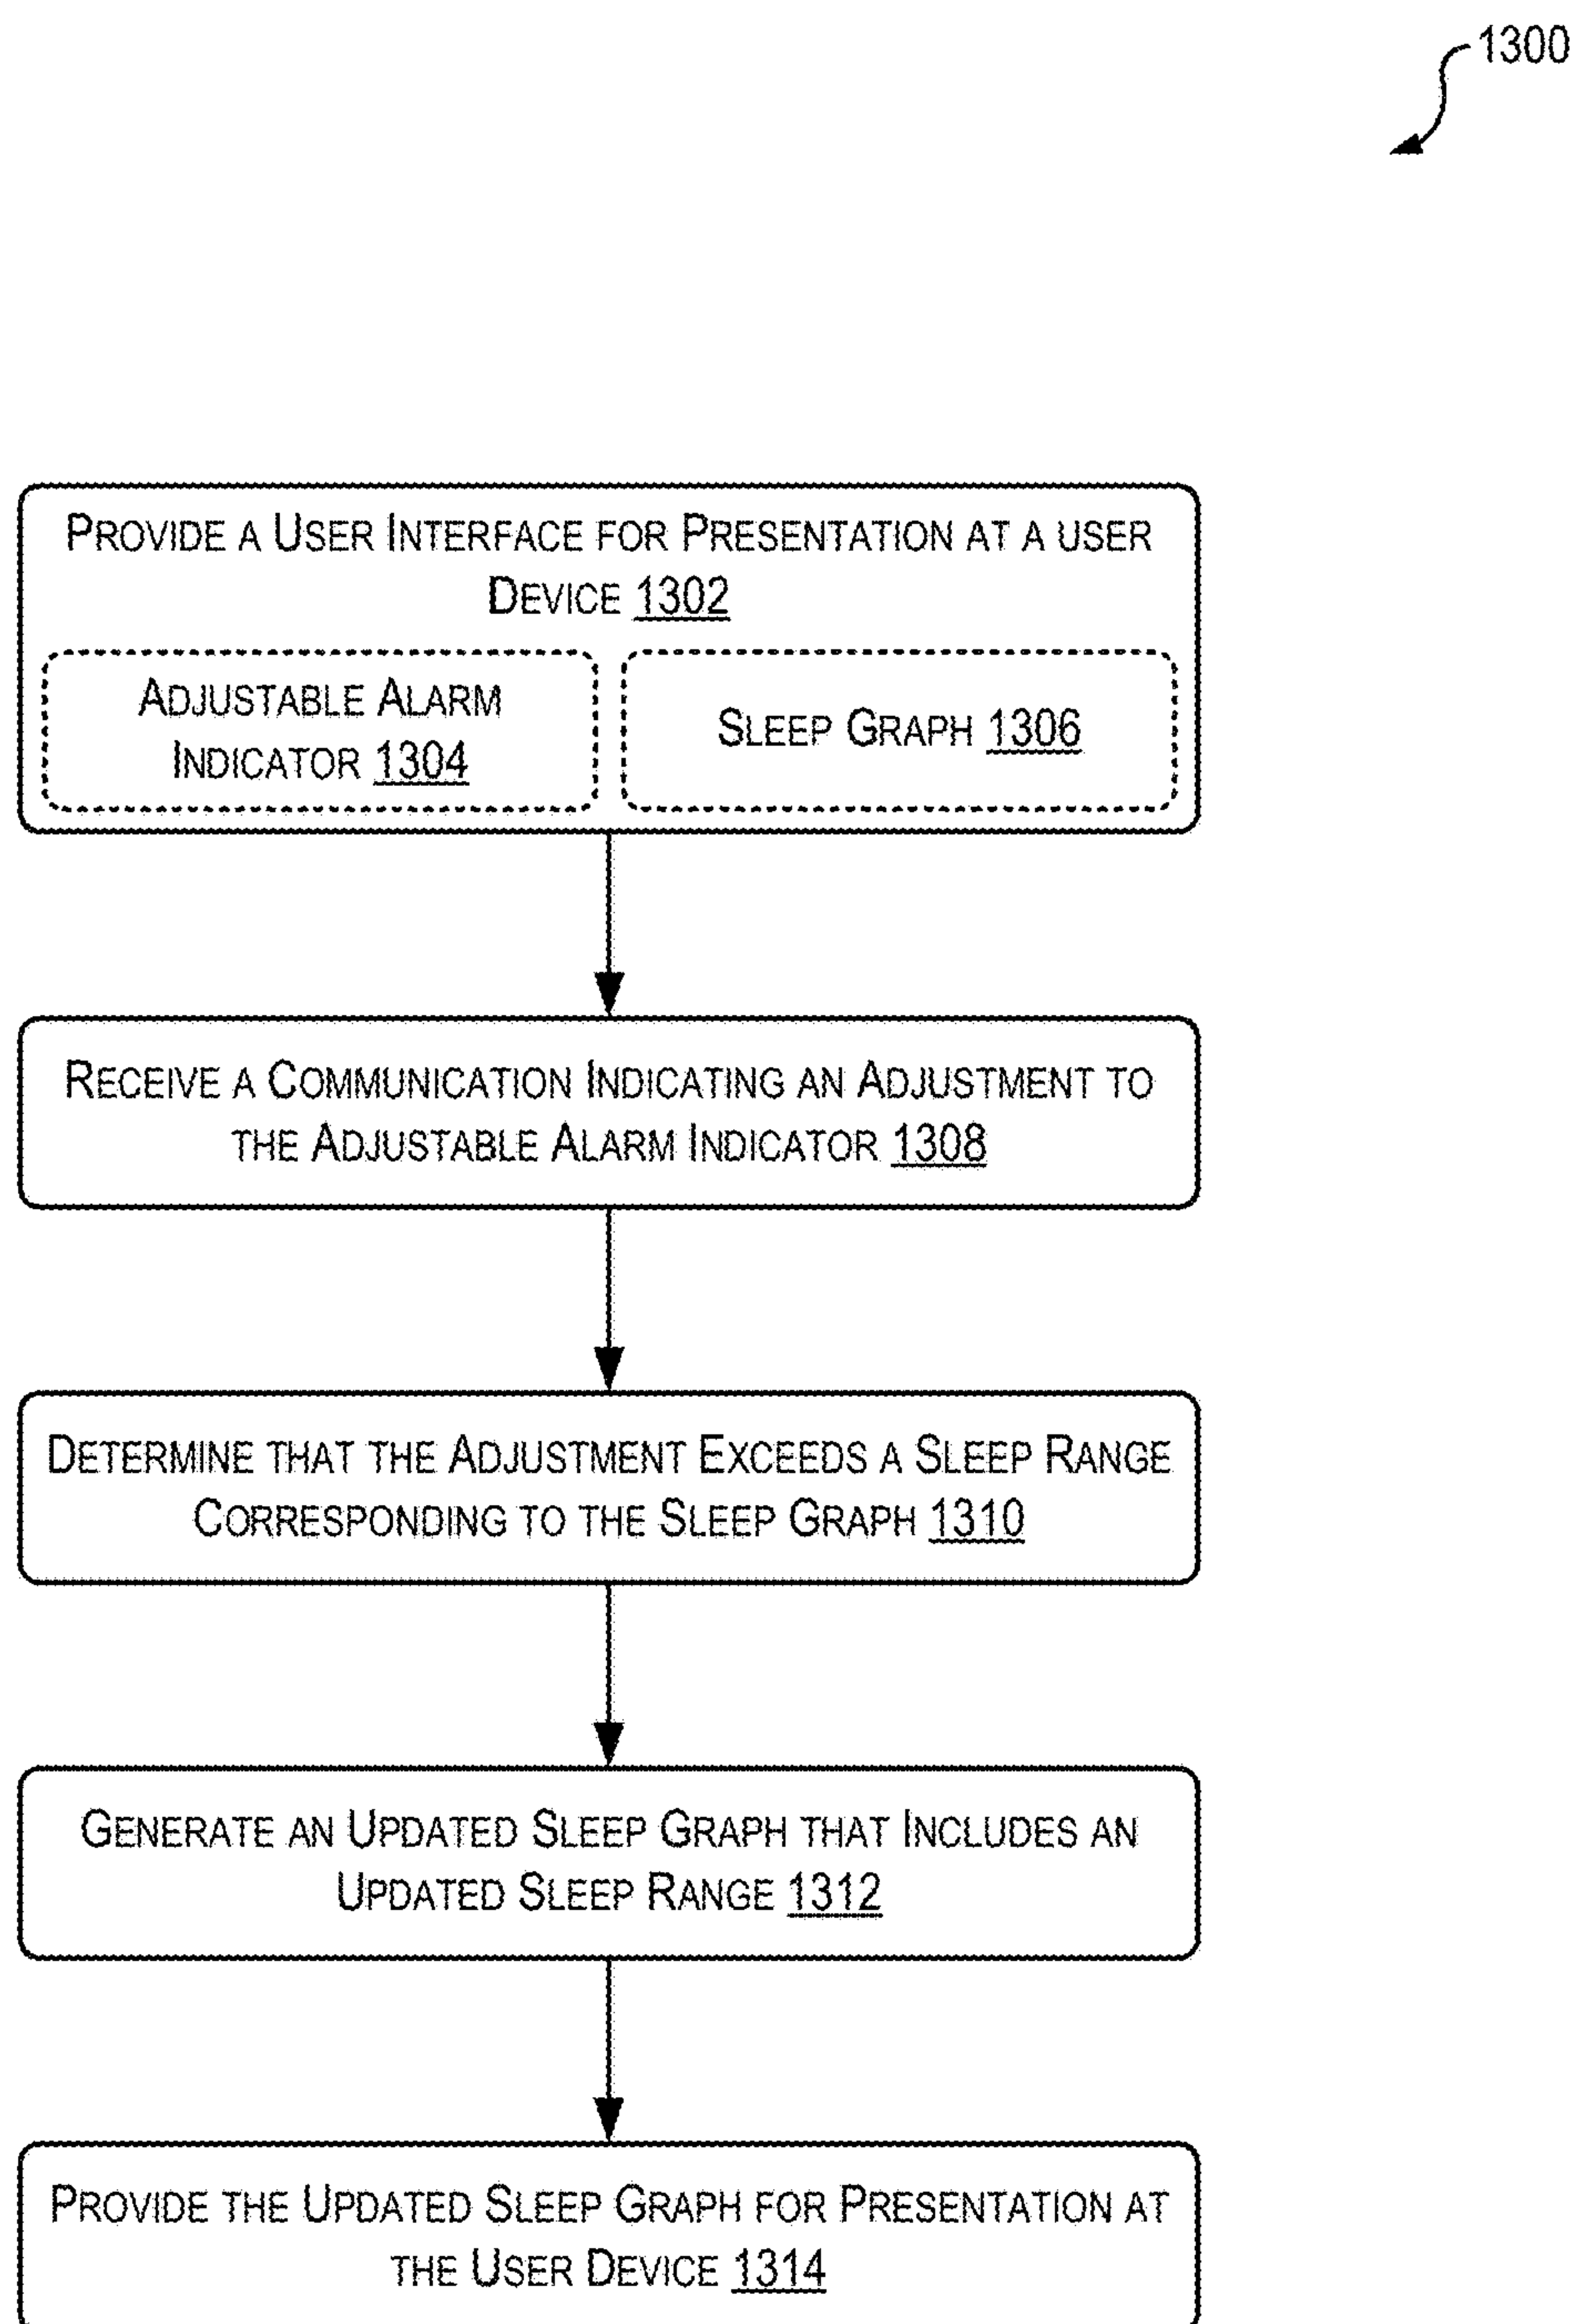 1300
PROVIDE A USER INTERFACE FOR PRESENTATION AT A USER
DEVICE 1302
ADJUSTABLE ALARM
INDICATOR 1304
SLEEP GRAPH 1306
RECEIVE A COMMUNICATION INDICATING AN ADJUSTMENT TO
THE ADJUSTABLE ALARM INDICATOR 1308
DETERMINE THAT THE ADJUSTMENT EXCEEDS A SLEEP RANGE
CORRESPONDING TO THE SLEEP GRAPH 1310
GENERATE AN UPDATED SLEEP GRAPH THAT INCLUDES AN
UPDATED SLEEP RANGE 1312
PROVIDE THE UPDATED SLEEP GRAPH FOR PRESENTATION AT
THE USER DEVICE 1314